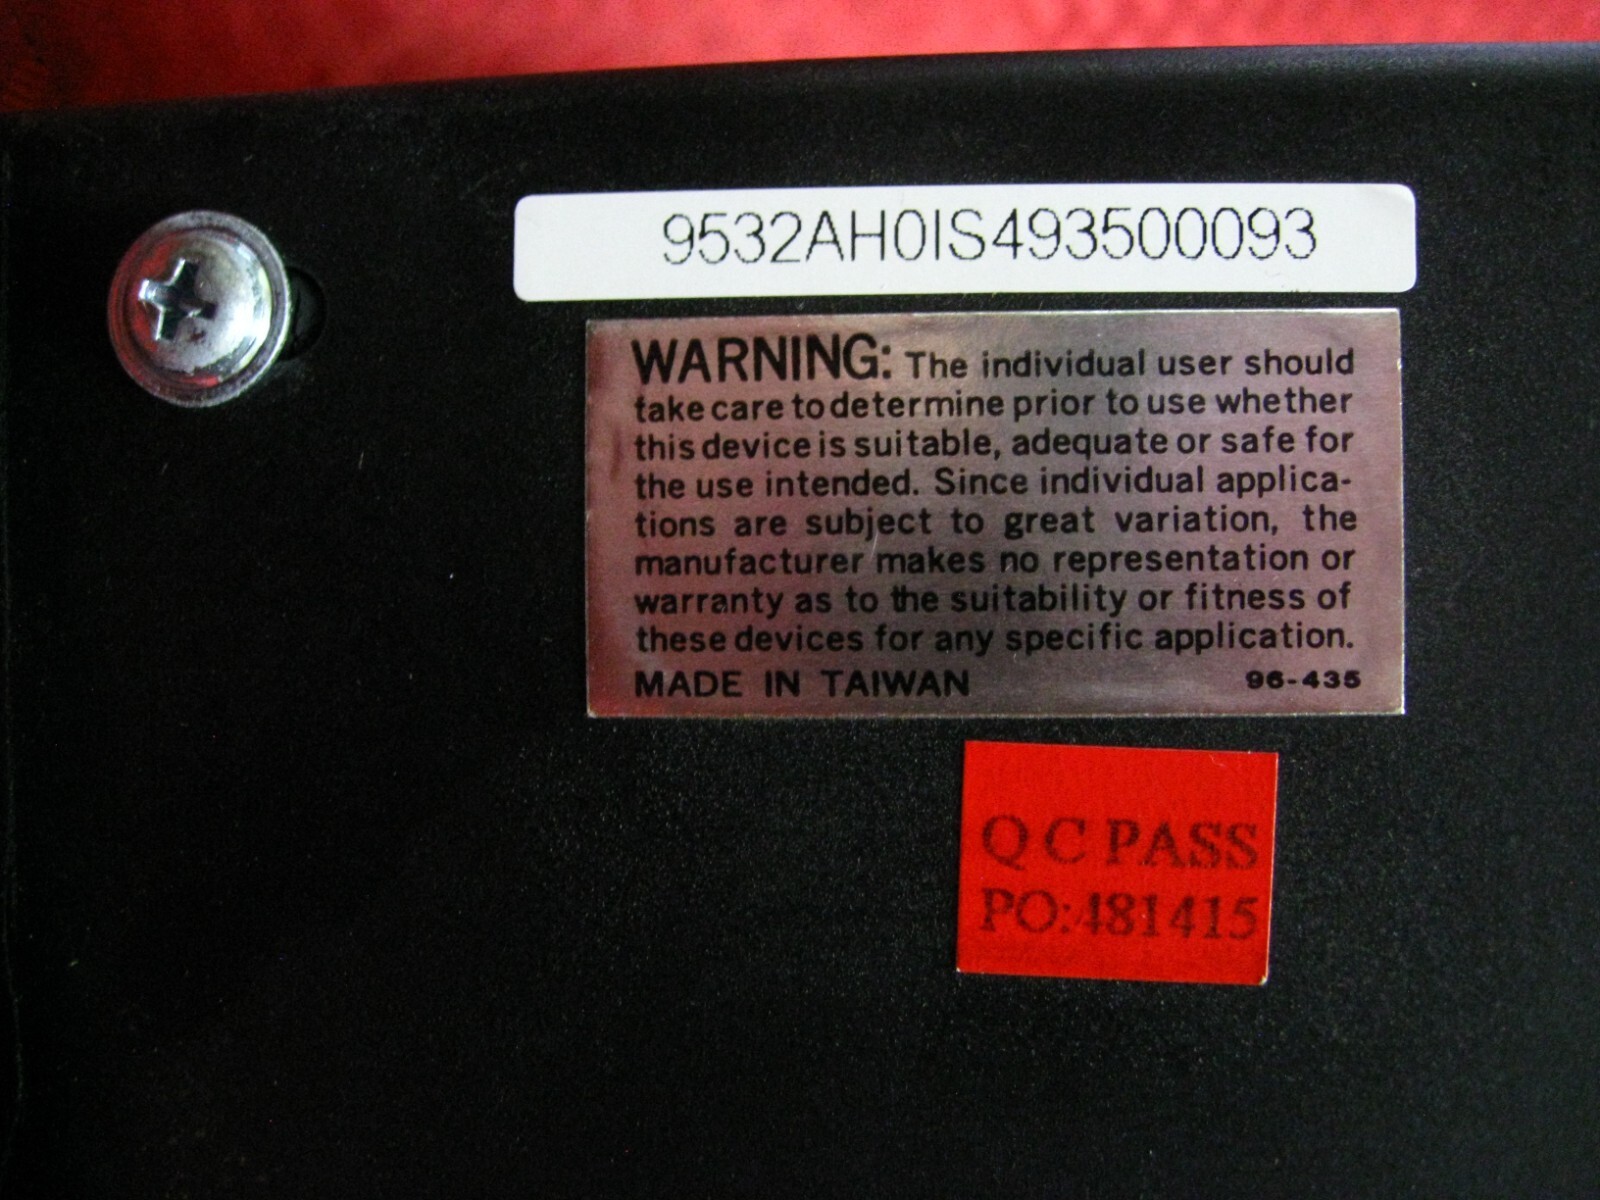 9532AH0IS493500093
WARNING: The individual user should
take care to determine prior to use whether
this device is suitable, adequate or safe for
the use intended. Since individual applica-
tions are subject to great variation, the
manufacturer makes no representation or
warranty as to the suitability or fitness of
these devices for any specific application.
MADE IN TAIWAN 96-435
QC PASS
PO:481415